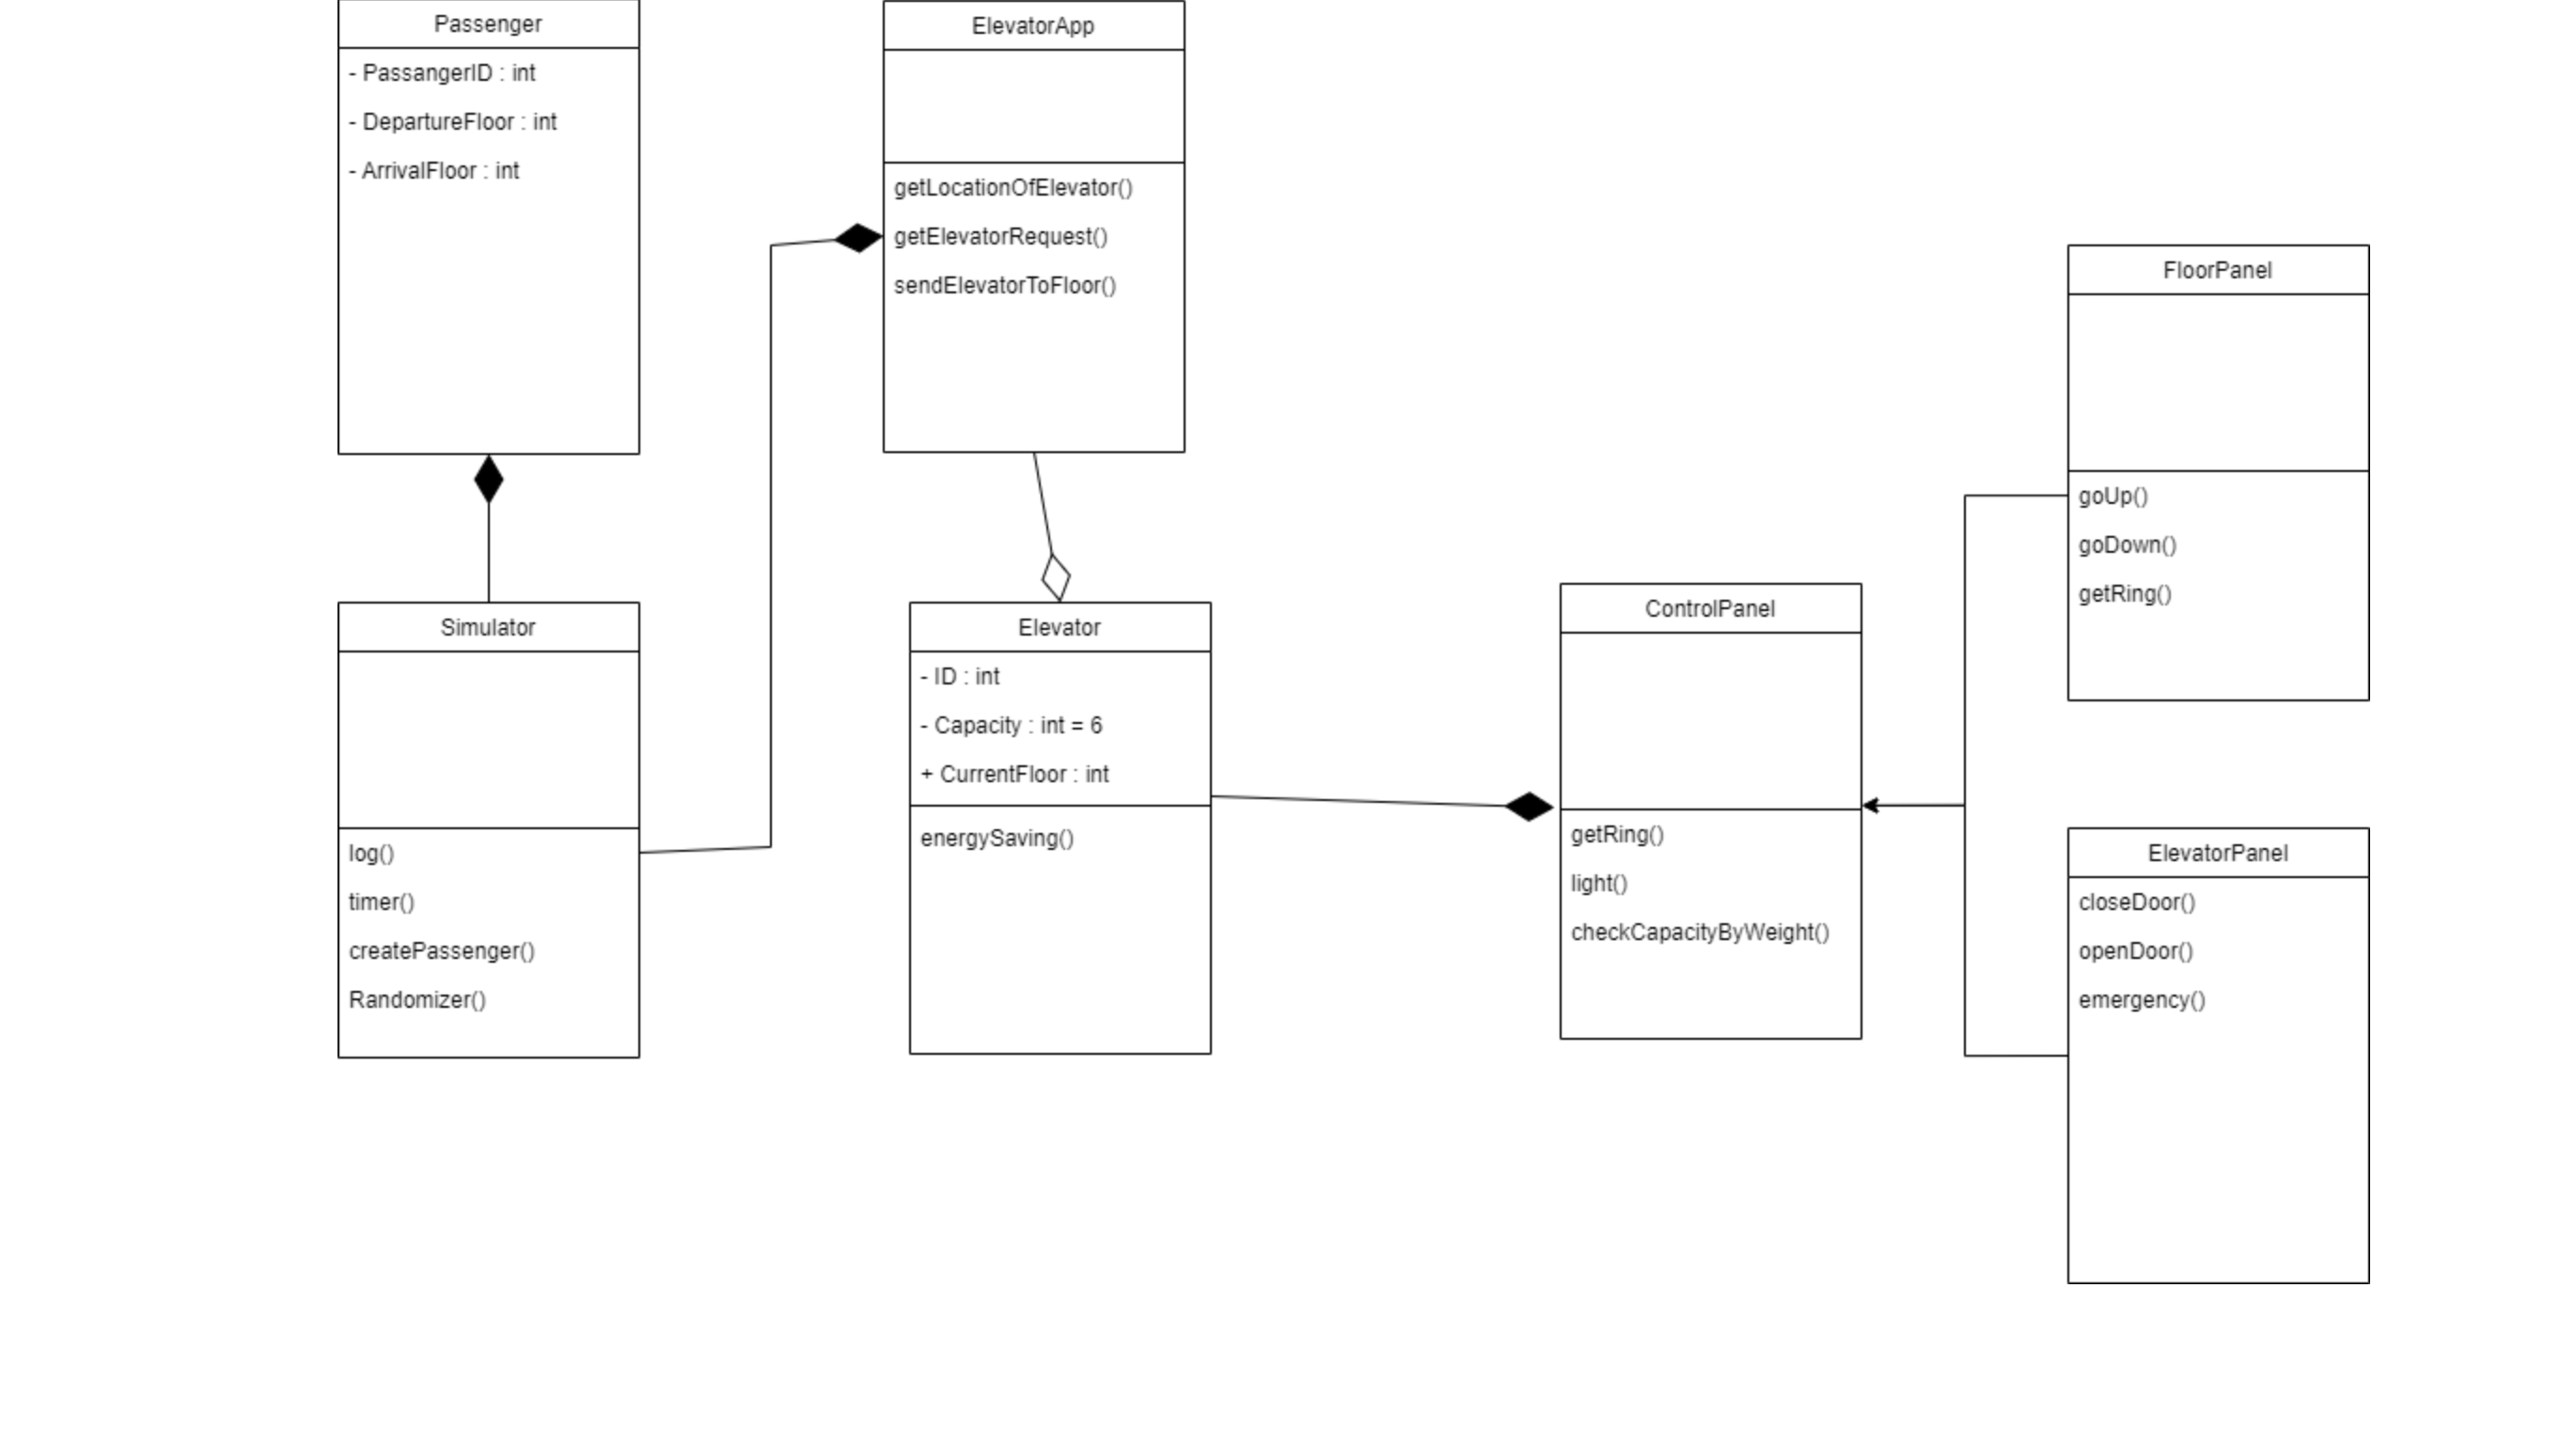 Passenger
- PassangerID : int
- DepartureFloor : int
- ArrivalFloor : int
ElevatorApp
getLocationOfElevator()
getElevatorRequest()
sendElevatorToFloor()
FloorPanel
goUp()
goDown()
getRing()
Simulator
log()
timer()
createPassenger()
Randomizer()
Elevator
- ID : int
- Capacity : int = 6
+ CurrentFloor : int
energySaving()
ControlPanel
getRing()
light()
checkCapacityByWeight()
ElevatorPanel
closeDoor()
openDoor()
emergency()